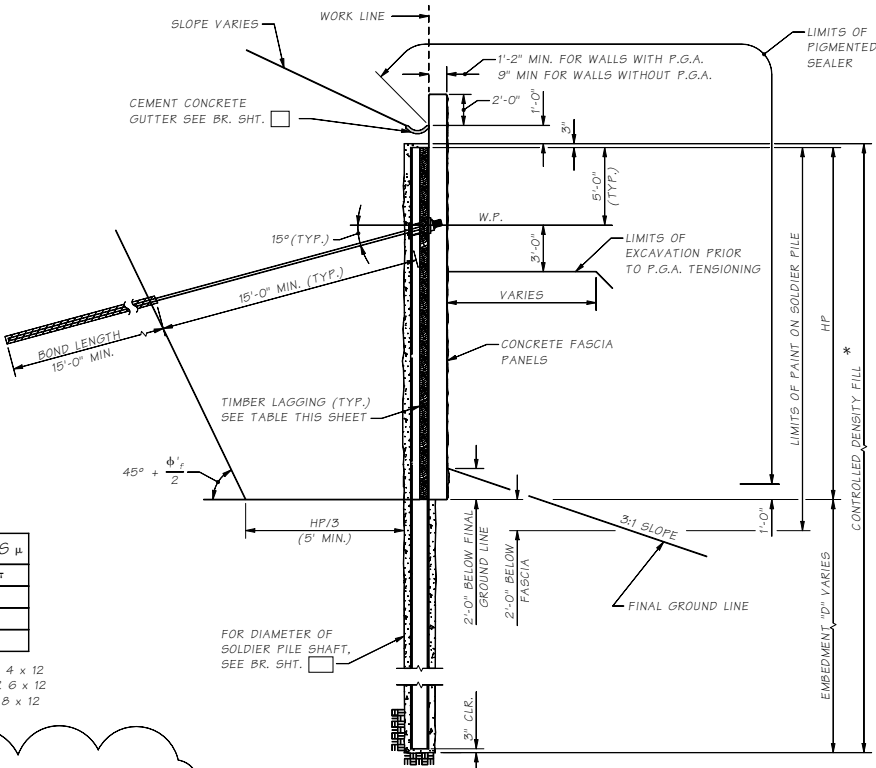 WORK LINE
SLOPE VARIES
LIMITS OF
PIGMENTED
SEALER
1'-2" MIN. FOR WALLS WITH P.G.A.
9" MIN FOR WALLS WITHOUT P.G.A.
CEMENT CONCRETE
GUTTER SEE BR. SHT.
2'-0"
1'-0"
3"
5'-0"
(TYP.)
W.P.
15° (TYP.)
3'-0"
LIMITS OF
EXCAVATION PRIOR
TO P.G.A. TENSIONING
15'-0" MIN. (TYP.)
VARIES
BOND LENGTH
15'-0" MIN.
CONCRETE FASCIA
PANELS
LIMITS OF PAINT ON SOLDIER PILE
HP
CONTROLLED DENSITY FILL *
TIMBER LAGGING (TYP.)
SEE TABLE THIS SHEET
45° + ϕ'f
2
HP/3
(5' MIN.)
3:1 SLOPE
1'-0"
2'-0" BELOW FINAL
GROUND LINE
2'-0" BELOW
FASCIA
FINAL GROUND LINE
EMBEDMENT "D" VARIES
FOR DIAMETER OF
SOLDIER PILE SHAFT,
SEE BR. SHT.
3" CLR.
S µ
4 x 12
6 x 12
8 x 12